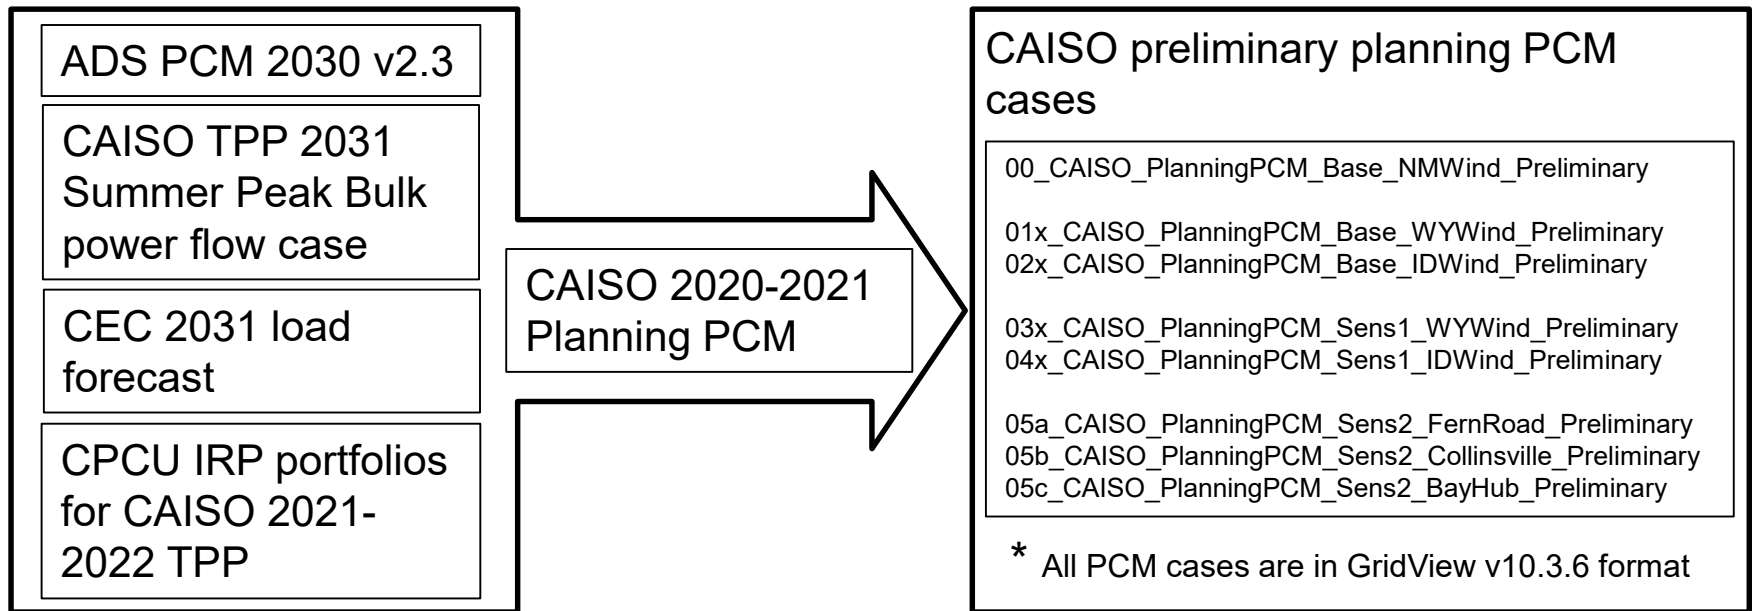 ADS PCM 2030 v2.3
CAISO TPP 2031
Summer Peak Bulk
power flow case
CEC 2031 load
forecast
CPCU IRP portfolios
for CAISO 2021-
2022 TPP
CAISO 2020-2021
Planning PCM
CAISO preliminary planning PCM
cases
00_CAISO_PlanningPCM_Base_NMWind_Preliminary
01x_CAISO_PlanningPCM_Base_WYWind_Preliminary
02x_CAISO_PlanningPCM_Base_IDWind_Preliminary
03x_CAISO_PlanningPCM_Sens1_WYWind_Preliminary
04x_CAISO_PlanningPCM_Sens1_IDWind_Preliminary
05a_CAISO_PlanningPCM_Sens2_FernRoad_Preliminary
05b_CAISO_PlanningPCM_Sens2_Collinsville_Preliminary
05c_CAISO_PlanningPCM_Sens2_BayHub_Preliminary
* All PCM cases are in GridView v10.3.6 format